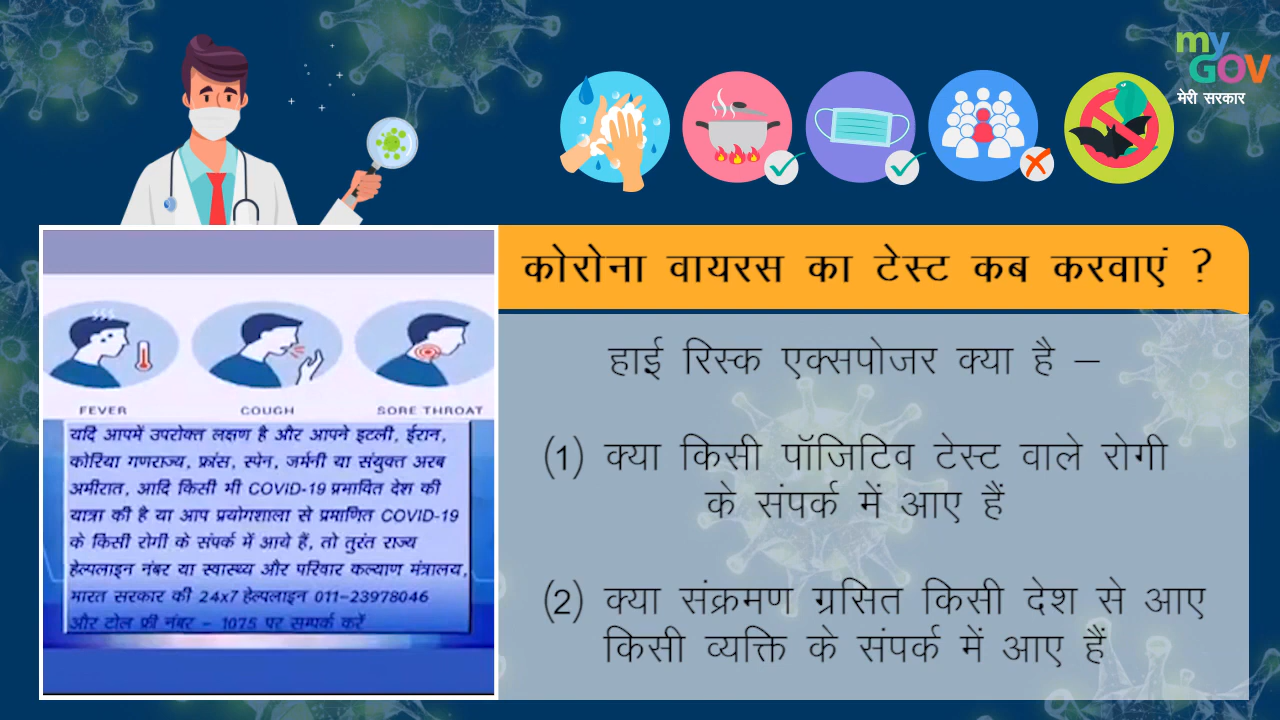 my
GOV
मेरी सरकार
कोरोना वायरस का टेस्ट कब करवाएं ?
FEVER COUGH SORE THROAT
यदि आपमें उपरोक्त लक्षण है और आपने इटली, ईरान,
कोरिया गणराज्य, फ्रांस, स्पेन, जर्मनी या संयुक्त अरब
अमीरात, आदि किसी भी COVID-19 प्रभावित देश की
यात्रा की है या आप प्रयोगशाला से प्रमाणित COVID-19
के किसी रोगी के संपर्क में आये हैं, तो तुरंत राज्य
हेल्पलाइन नंबर या स्वास्थ्य और परिवार कल्याण मंत्रालय,
भारत सरकार की 24x7 हेल्पलाइन 011-23978046
और टोल फ्री नंबर - 1075 पर सम्पर्क करें
हाई रिस्क एक्सपोजर क्या है –
(1) क्या किसी पॉजिटिव टेस्ट वाले रोगी
के संपर्क में आए हैं
(2) क्या संक्रमण ग्रसित किसी देश से आए
किसी व्यक्ति के संपर्क में आए हैं